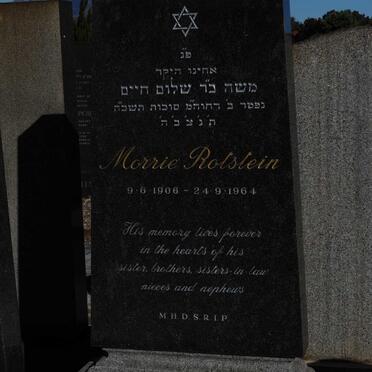 פ״נ
אחינו היקר
משה ב״ר שלום חיים
נפטר ב׳ דחוה״מ סוכות תשכ״ה
ת׳ נ׳ צ׳ ב׳ ה׳
Morrie Rotstein
9·6·1906 - 24·9·1964
His memory lives forever
in the hearts of his
sister, brothers, sisters-in-law
nieces and nephews
M.H.D.S.R.I.P.